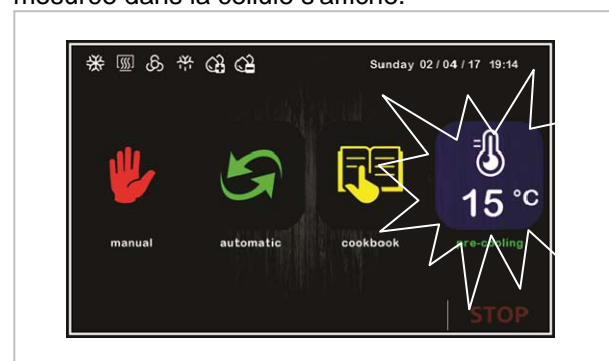 mesurée dans la cellule s'affiche.
Sunday 02 / 04 / 17 19:14
15 °C
manual automatic cookbook pre-cooling
STOP